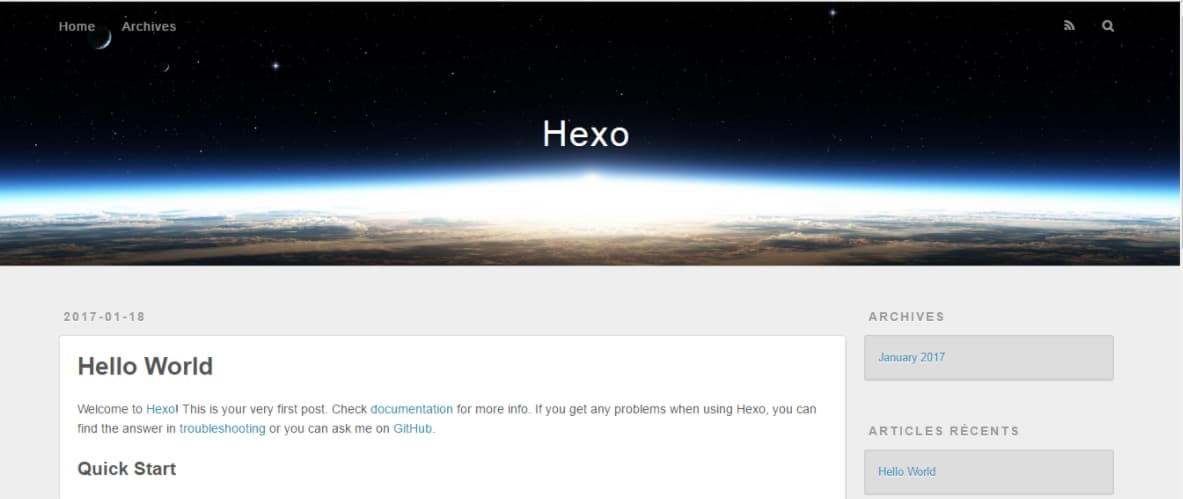 Home Archives
Hexo
2017-01-18
Hello World
Welcome to Hexo! This is your very first post. Check documentation for more info. If you get any problems when using Hexo, you can
find the answer in troubleshooting or you can ask me on GitHub.
Quick Start
ARCHIVES
January 2017
ARTICLES RÉCENTS
Hello World